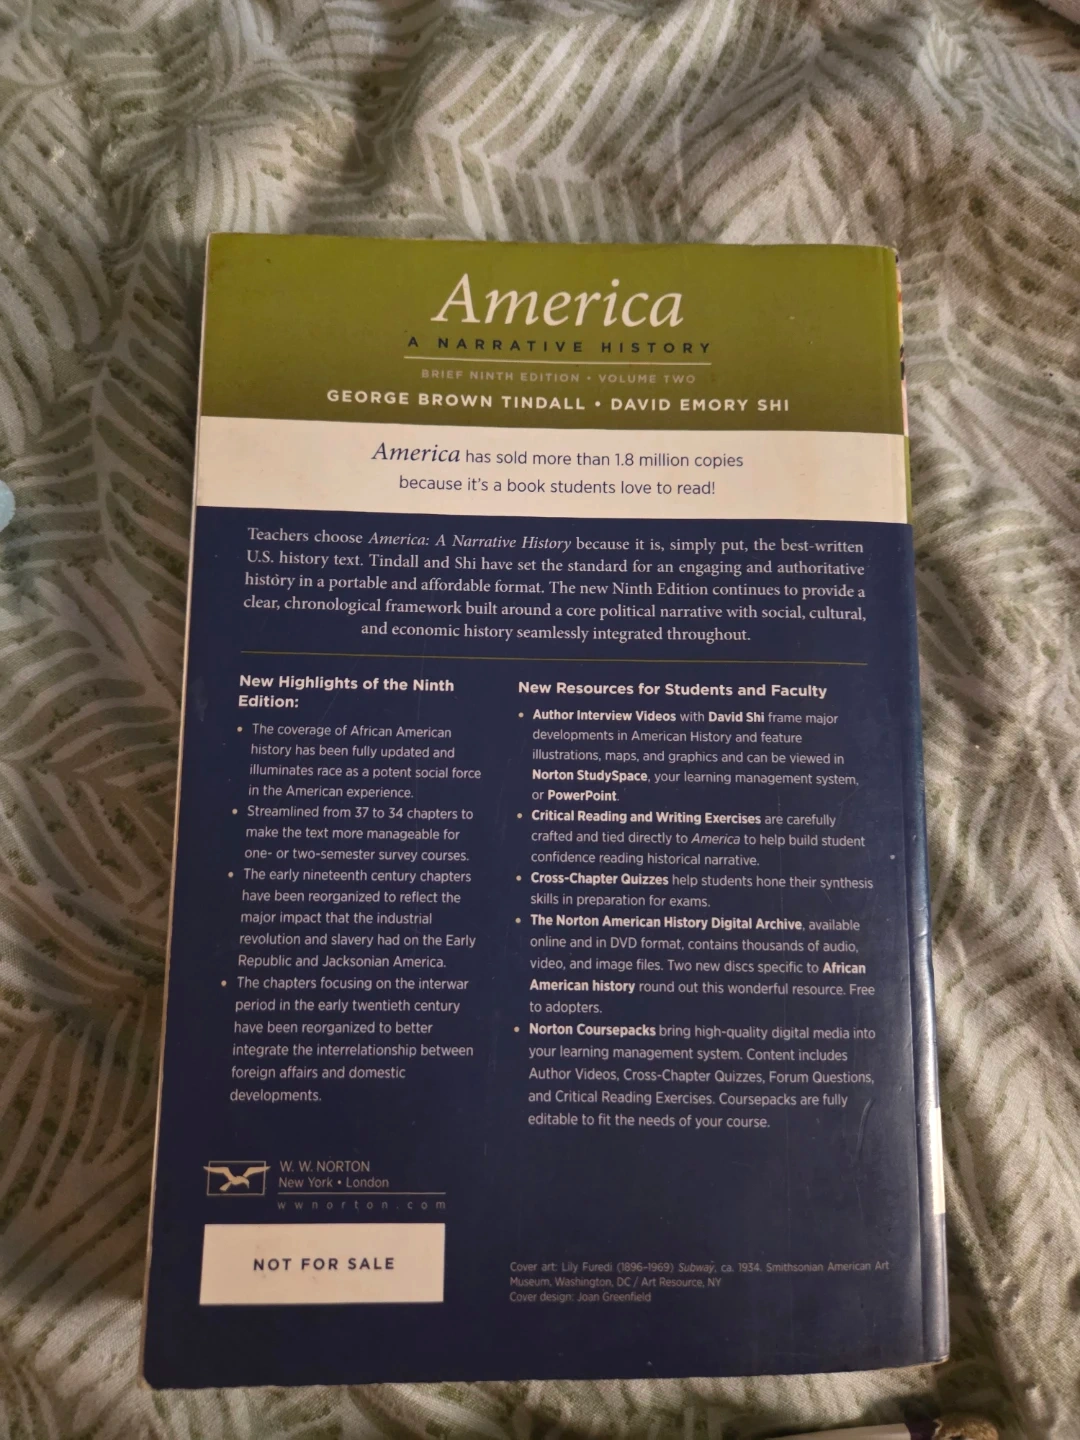 America
A NARRATIVE HISTORY
BRIEF NINTH EDITION • VOLUME TWO
GEORGE BROWN TINDALL • DAVID EMORY SHI
America has sold more than 1.8 million copies
because it's a book students love to read!
Teachers choose America: A Narrative History because it is, simply put, the best-written
U.S. history text. Tindall and Shi have set the standard for an engaging and authoritative
history in a portable and affordable format. The new Ninth Edition continues to provide a
clear, chronological framework built around a core political narrative with social, cultural,
and economic history seamlessly integrated throughout.
New Highlights of the Ninth
Edition:
• The coverage of African American
history has been fully updated and
illuminates race as a potent social force
in the American experience.
• Streamlined from 37 to 34 chapters to
make the text more manageable for
one- or two-semester survey courses.
• The early nineteenth century chapters
have been reorganized to reflect the
major impact that the industrial
revolution and slavery had on the Early
Republic and Jacksonian America.
• The chapters focusing on the interwar
period in the early twentieth century
have been reorganized to better
integrate the interrelationship between
foreign affairs and domestic
developments.
New Resources for Students and Faculty
• Author Interview Videos with David Shi frame major
developments in American History and feature
illustrations, maps, and graphics and can be viewed in
Norton StudySpace, your learning management system,
or PowerPoint.
• Critical Reading and Writing Exercises are carefully
crafted and tied directly to America to help build student
confidence reading historical narrative.
• Cross-Chapter Quizzes help students hone their synthesis
skills in preparation for exams.
• The Norton American History Digital Archive, available
online and in DVD format, contains thousands of audio,
video, and image files. Two new discs specific to African
American history round out this wonderful resource. Free
to adopters.
• Norton Coursepacks bring high-quality digital media into
your learning management system. Content includes
Author Videos, Cross-Chapter Quizzes, Forum Questions,
and Critical Reading Exercises. Coursepacks are fully
editable to fit the needs of your course.
W. W. NORTON
New York • London
wwnorton.com
NOT FOR SALE
Cover art: Lily Furedi (1896–1969) Subway, ca. 1934. Smithsonian American Art
Museum, Washington, DC / Art Resource, NY
Cover design: Joan Greenfield